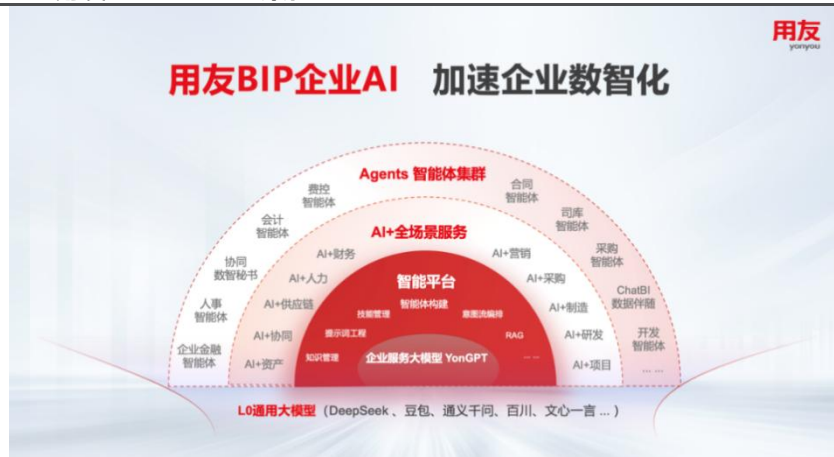 用友
yonyou
用友BIP企业AI 加速企业数智化
Agents 智能体集群
费控
智能体
合同
智能体
会计
智能体
司库
智能体
协同
数智秘书
采购
智能体
人事
智能体
ChatBI
数据伴随
企业金融
智能体
开发
智能体
... ...
AI+全场景服务
AI+财务
AI+营销
AI+人力
AI+采购
AI+供应链
AI+制造
AI+协同
AI+研发
AI+资产
AI+项目
智能平台
智能体构建
技能管理
意图流编排
提示词工程
RAG
知识管理
企业服务大模型 YonGPT
... ...
L0通用大模型（DeepSeek 、豆包、通义千问、百川、文心一言 ... ）